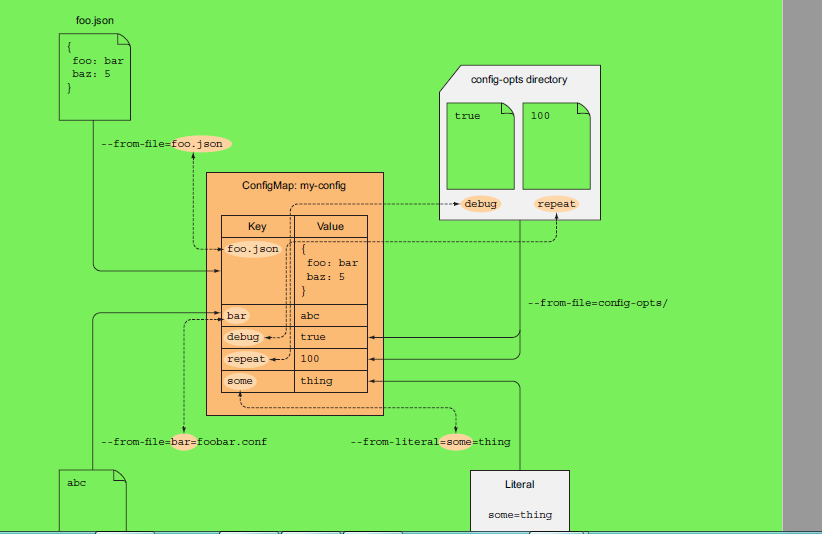 foo.json
{
foo: bar
baz: 5
}
--from-file=foo.json
config-opts directory
true
100
debug
repeat
ConfigMap: my-config
Key
Value
foo.json
{
foo: bar
baz: 5
}
bar
abc
debug
true
repeat
100
some
thing
--from-file=config-opts/
--from-file=bar=foobar.conf
--from-literal=some=thing
abc
Literal
some=thing